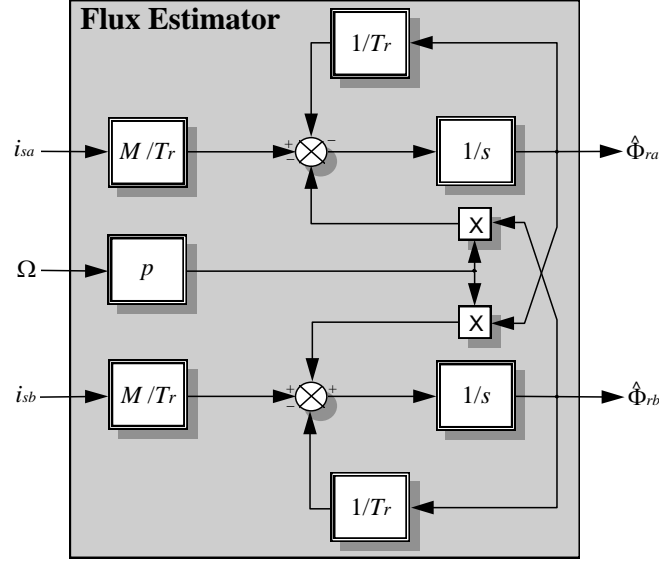 Flux Estimator
1/Tr
isa
M /Tr
+
−
−
1/s
Φ̂ra
X
Ω
p
X
isb
M /Tr
+
−
+
1/s
Φ̂rb
1/Tr